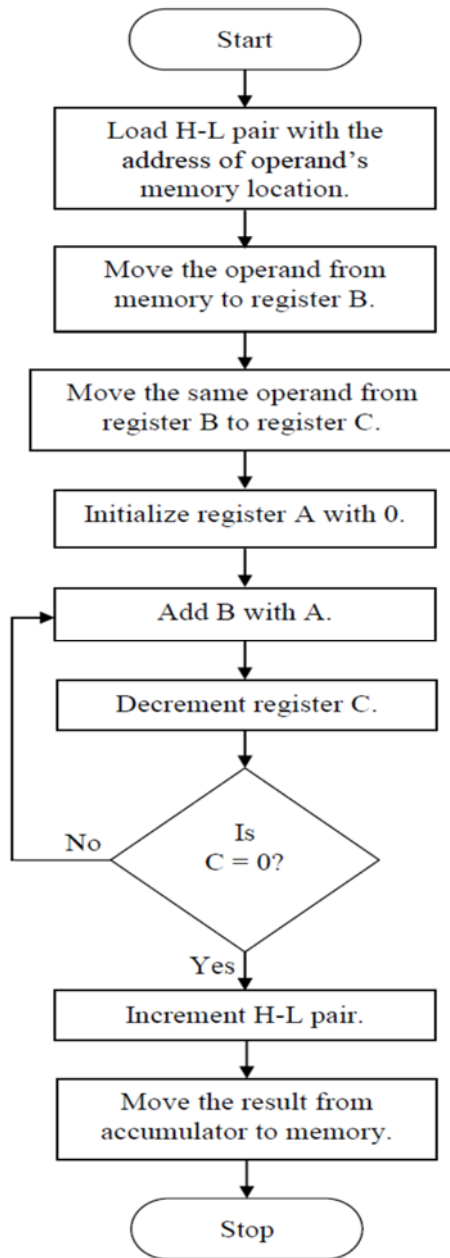 Start
Load H-L pair with the
address of operand’s
memory location.
Move the operand from
memory to register B.
Move the same operand from
register B to register C.
Initialize register A with 0.
Add B with A.
Decrement register C.
Is
C = 0?
No
Yes
Increment H-L pair.
Move the result from
accumulator to memory.
Stop